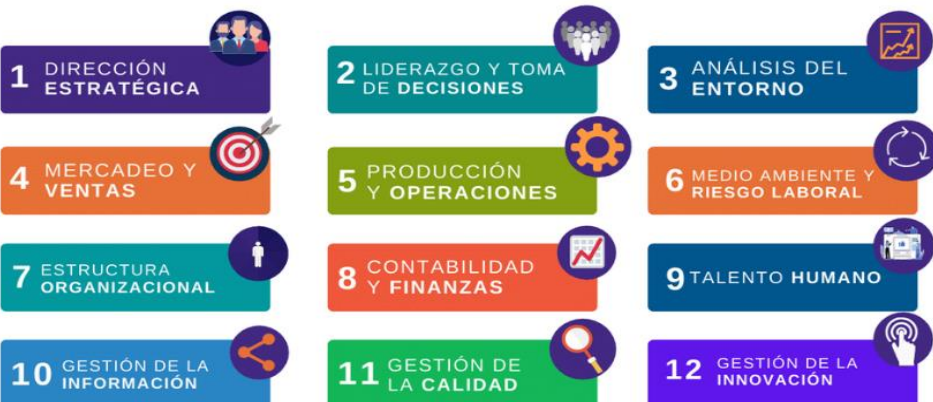 1 DIRECCIÓN
ESTRATÉGICA
2 LIDERAZGO Y TOMA
DE DECISIONES
3 ANÁLISIS DEL
ENTORNO
4 MERCADEO Y
VENTAS
5 PRODUCCIÓN
Y OPERACIONES
6 MEDIO AMBIENTE Y
RIESGO LABORAL
7 ESTRUCTURA
ORGANIZACIONAL
8 CONTABILIDAD
Y FINANZAS
9 TALENTO HUMANO
10 GESTIÓN DE LA
INFORMACIÓN
11 GESTIÓN DE
LA CALIDAD
12 GESTIÓN DE LA
INNOVACIÓN